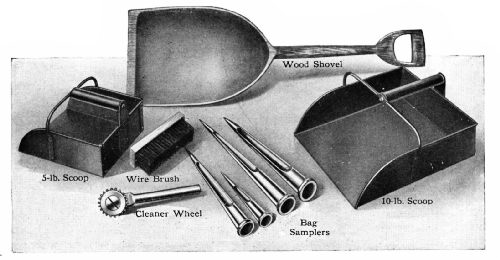 Wood Shovel
5-lb. Scoop
Wire Brush
Cleaner Wheel
Bag
Samplers
10-lb. Scoop